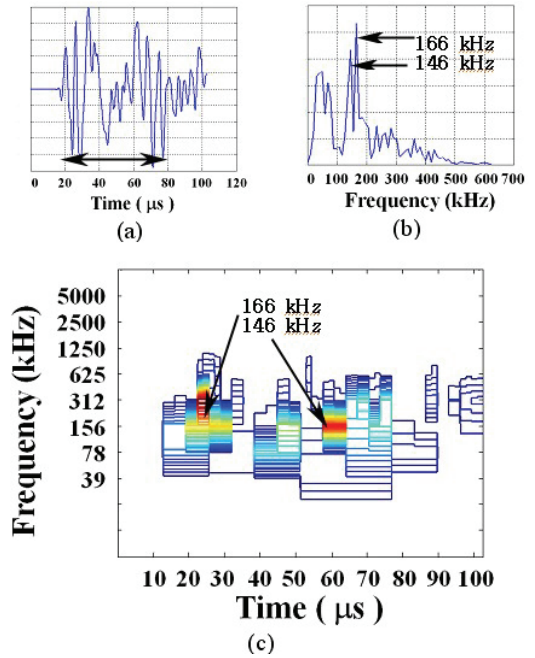 166 kHz
146 kHz
0 20 40 60 80 100 120
Time ( μs )
(a)
0 100 200 300 400 500 600 700
Frequency (kHz)
(b)
166 kHz
146 kHz
Frequency (kHz)
5000
2500
1250
625
312
156
78
39
10 20 30 40 50 60 70 80 90 100
Time ( μs )
(c)